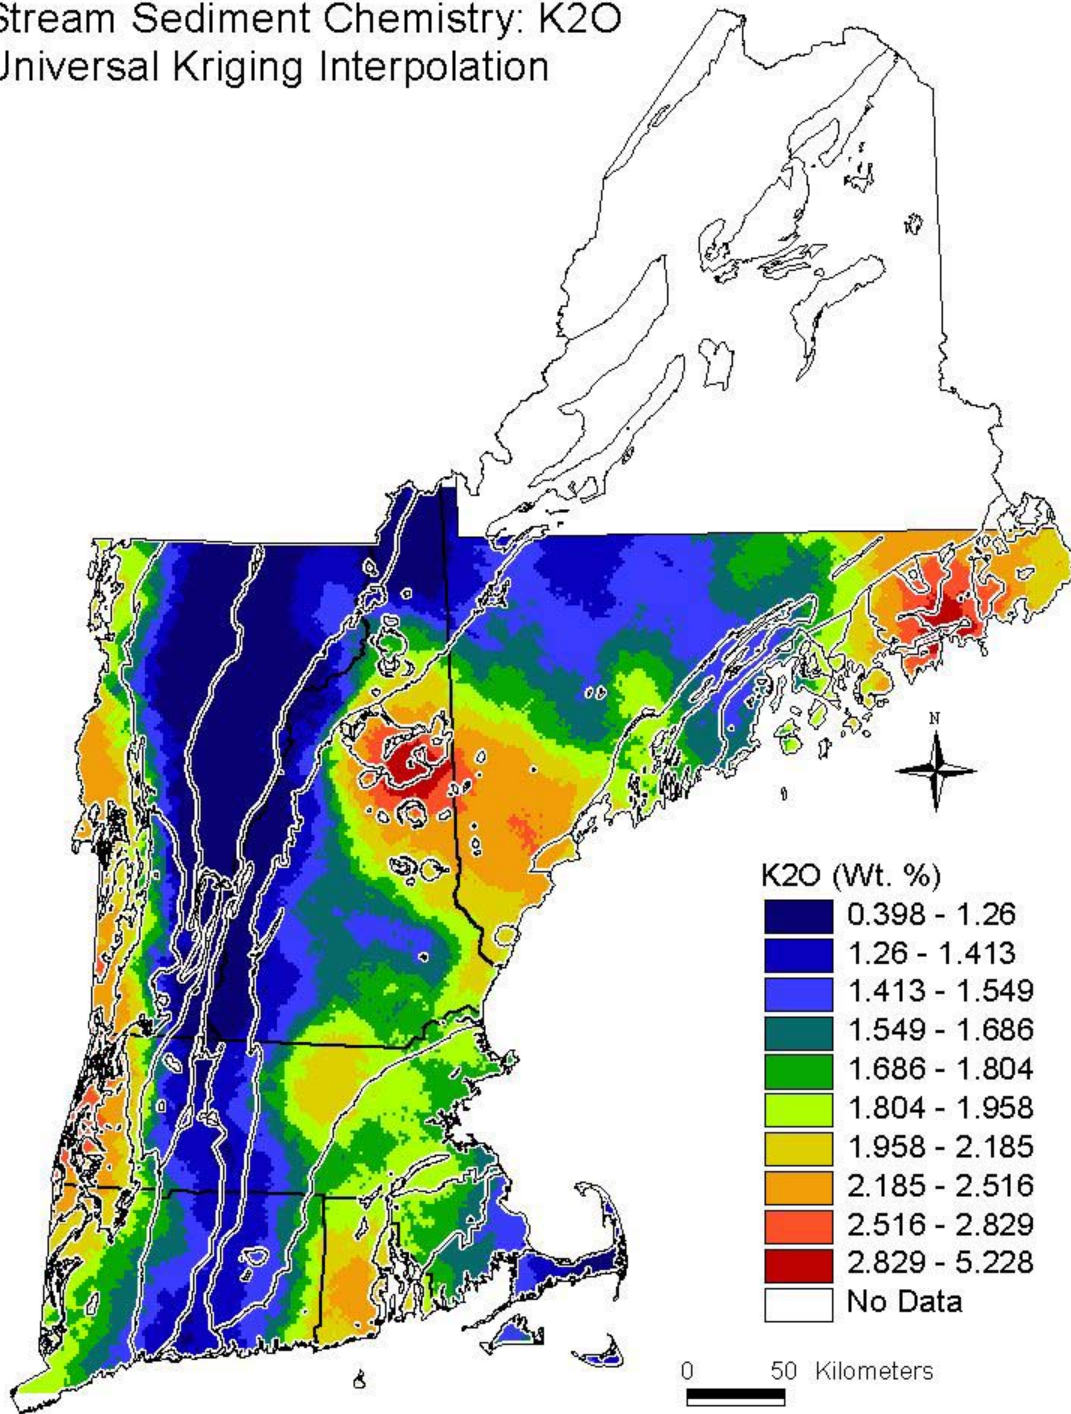 Stream Sediment Chemistry: K2O
Universal Kriging Interpolation
N
K2O (Wt. %)
0.398 - 1.26
1.26 - 1.413
1.413 - 1.549
1.549 - 1.686
1.686 - 1.804
1.804 - 1.958
1.958 - 2.185
2.185 - 2.516
2.516 - 2.829
2.829 - 5.228
No Data
0 50 Kilometers